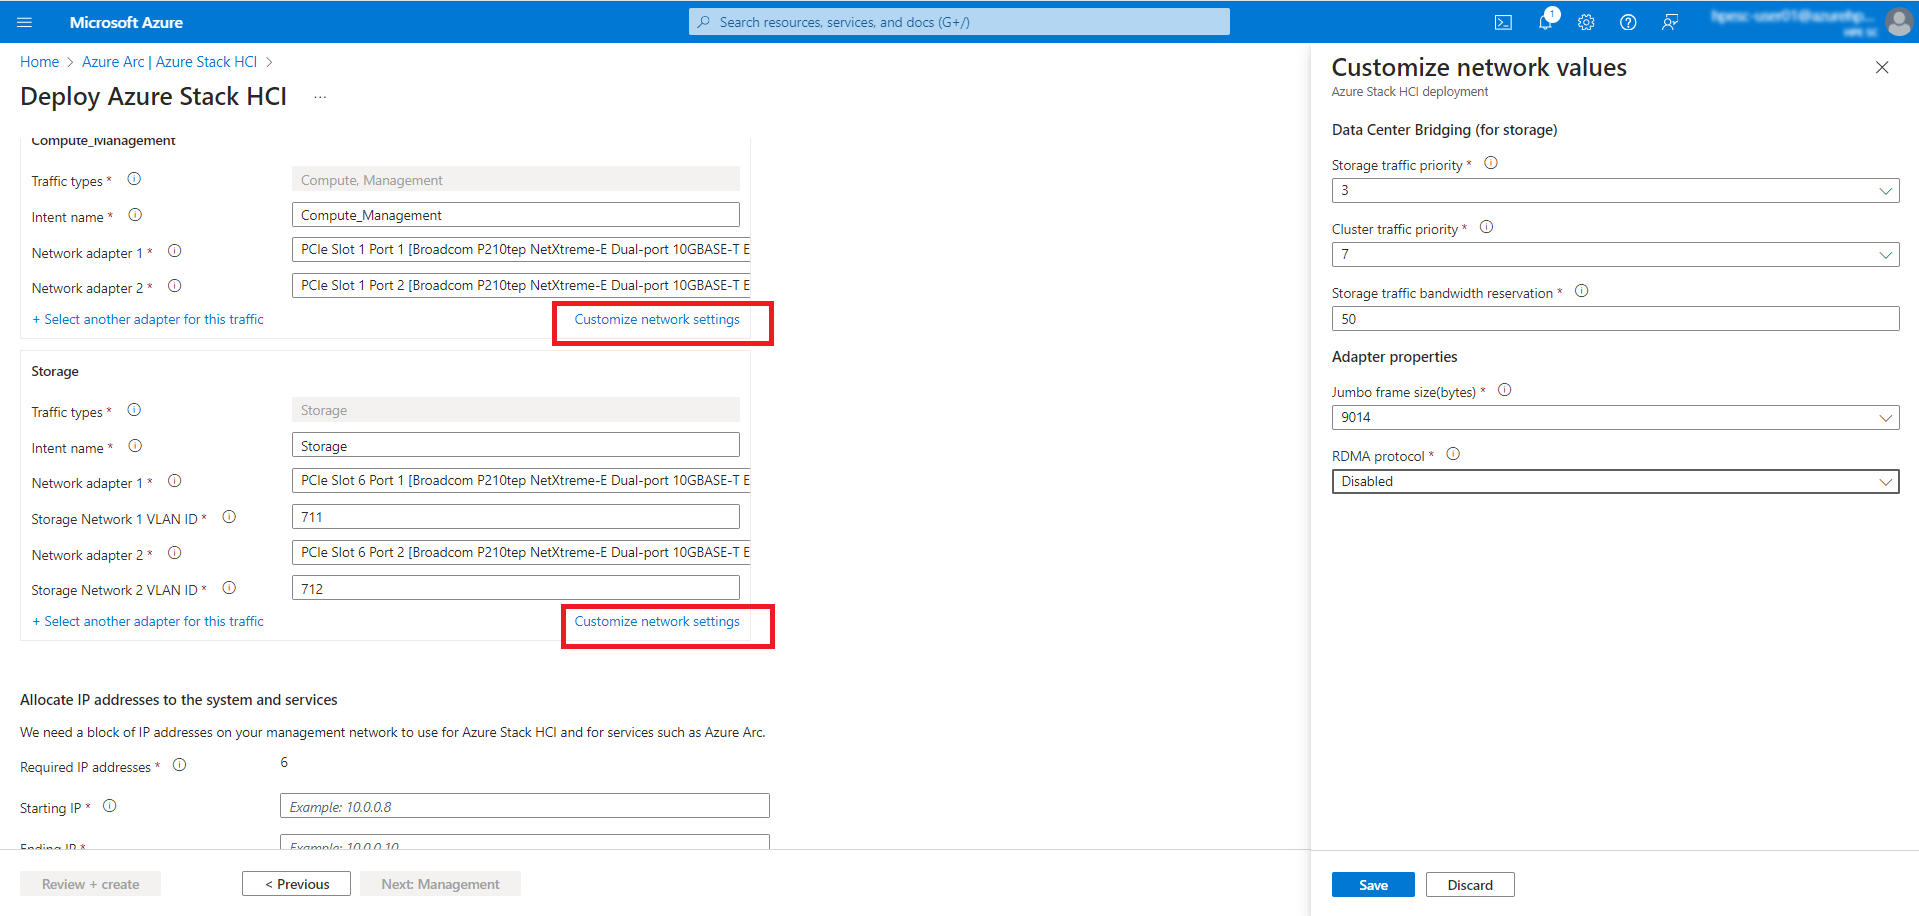 Microsoft Azure
Search resources, services, and docs (G+/)
1
Home > Azure Arc | Azure Stack HCI >
Deploy Azure Stack HCI ...
Compute_Management
Traffic types * Compute, Management
Intent name * Compute_Management
Network adapter 1 * PCIe Slot 1 Port 1 [Broadcom P210tep NetXtreme-E Dual-port 10GBASE-T E
Network adapter 2 * PCIe Slot 1 Port 2 [Broadcom P210tep NetXtreme-E Dual-port 10GBASE-T E
+ Select another adapter for this traffic Customize network settings
Storage
Traffic types * Storage
Intent name * Storage
Network adapter 1 * PCIe Slot 6 Port 1 [Broadcom P210tep NetXtreme-E Dual-port 10GBASE-T E
Storage Network 1 VLAN ID * 711
Network adapter 2 * PCIe Slot 6 Port 2 [Broadcom P210tep NetXtreme-E Dual-port 10GBASE-T E
Storage Network 2 VLAN ID * 712
+ Select another adapter for this traffic Customize network settings
Allocate IP addresses to the system and services
We need a block of IP addresses on your management network to use for Azure Stack HCI and for services such as Azure Arc.
Required IP addresses * 6
Starting IP * Example: 10.0.0.8
Ending IP * Example: 10.0.0.10
Review + create < Previous Next: Management
Customize network values
Azure Stack HCI deployment
Data Center Bridging (for storage)
Storage traffic priority *
3
Cluster traffic priority *
7
Storage traffic bandwidth reservation *
50
Adapter properties
Jumbo frame size(bytes) *
9014
RDMA protocol *
Disabled
Save Discard